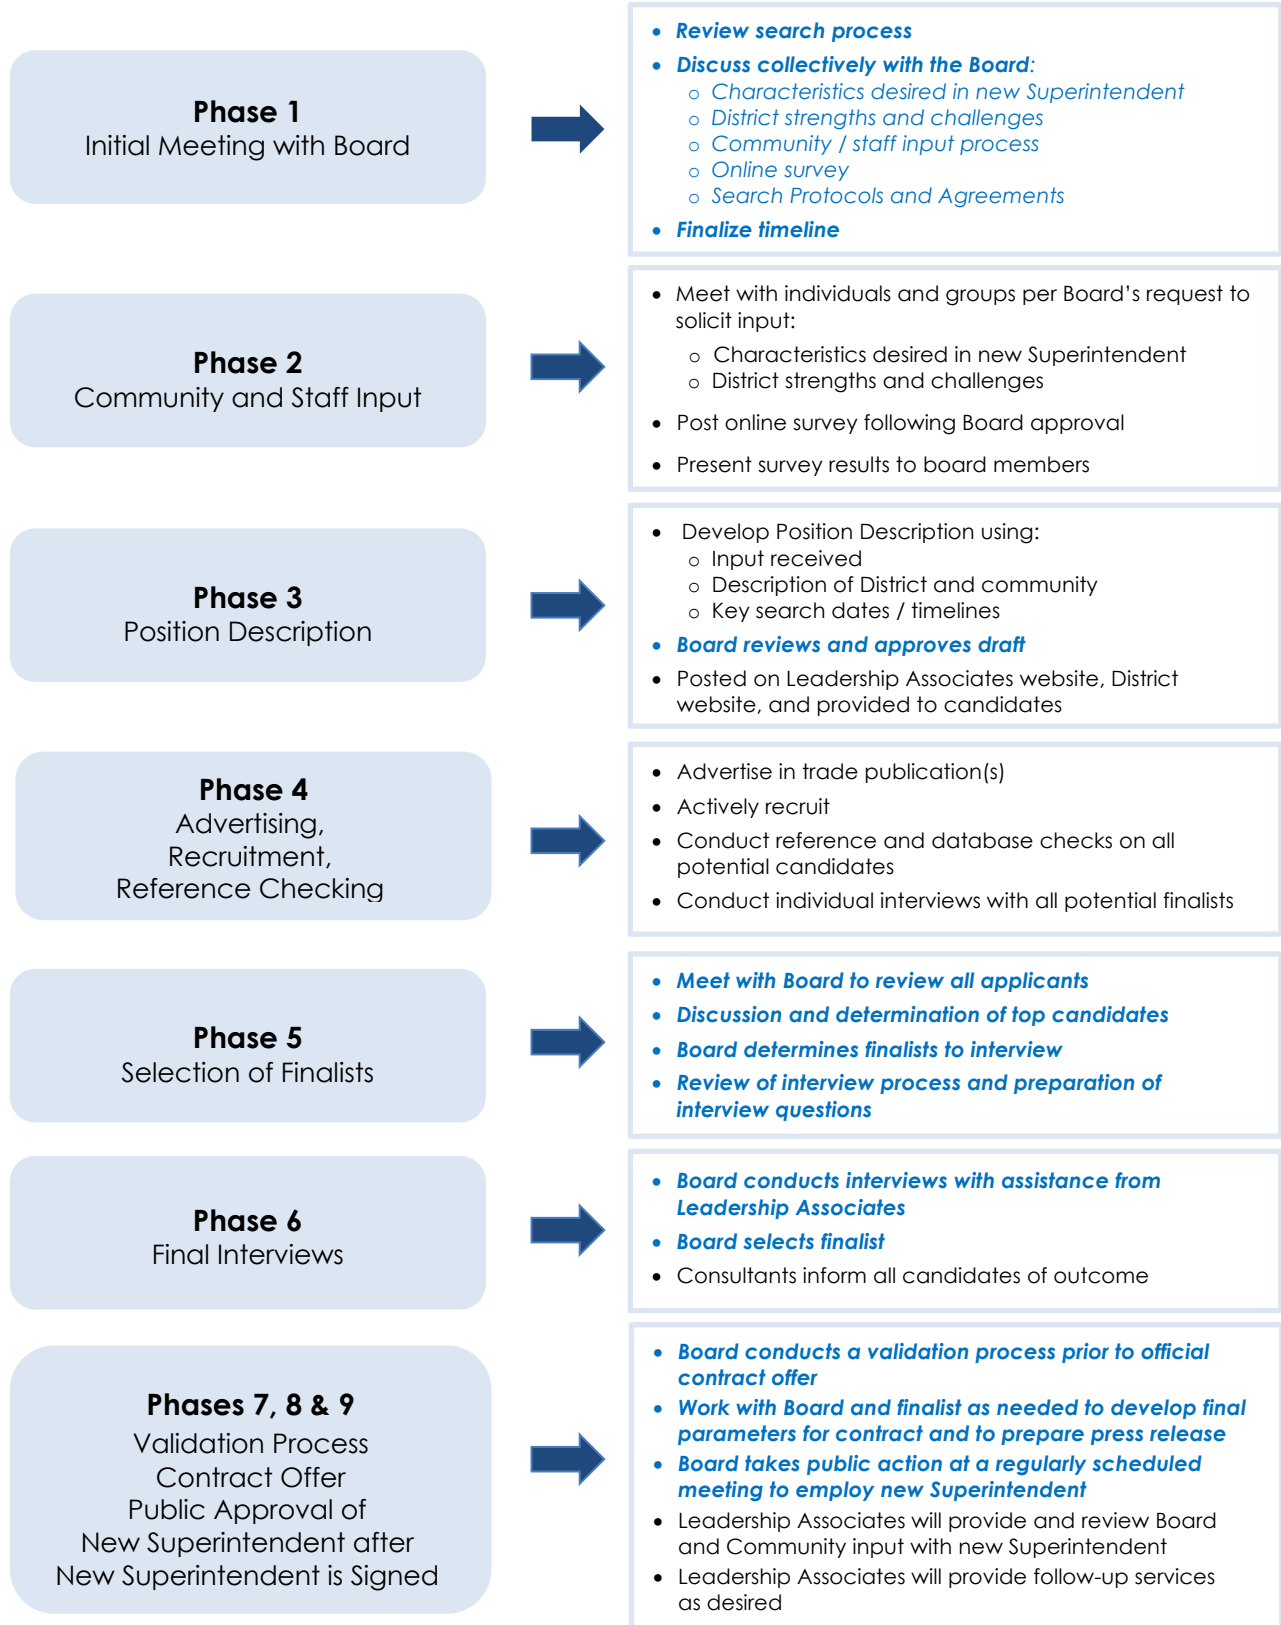 Phase 1
Initial Meeting with Board
• Review search process
• Discuss collectively with the Board:
o Characteristics desired in new Superintendent
o District strengths and challenges
o Community / staff input process
o Online survey
o Search Protocols and Agreements
• Finalize timeline
Phase 2
Community and Staff Input
• Meet with individuals and groups per Board’s request to
solicit input:
o Characteristics desired in new Superintendent
o District strengths and challenges
• Post online survey following Board approval
• Present survey results to board members
Phase 3
Position Description
• Develop Position Description using:
o Input received
o Description of District and community
o Key search dates / timelines
• Board reviews and approves draft
• Posted on Leadership Associates website, District
website, and provided to candidates
Phase 4
Advertising,
Recruitment,
Reference Checking
• Advertise in trade publication(s)
• Actively recruit
• Conduct reference and database checks on all
potential candidates
• Conduct individual interviews with all potential finalists
Phase 5
Selection of Finalists
• Meet with Board to review all applicants
• Discussion and determination of top candidates
• Board determines finalists to interview
• Review of interview process and preparation of
interview questions
Phase 6
Final Interviews
• Board conducts interviews with assistance from
Leadership Associates
• Board selects finalist
• Consultants inform all candidates of outcome
Phases 7, 8 & 9
Validation Process
Contract Offer
Public Approval of
New Superintendent after
New Superintendent is Signed
• Board conducts a validation process prior to official
contract offer
• Work with Board and finalist as needed to develop final
parameters for contract and to prepare press release
• Board takes public action at a regularly scheduled
meeting to employ new Superintendent
• Leadership Associates will provide and review Board
and Community input with new Superintendent
• Leadership Associates will provide follow-up services
as desired